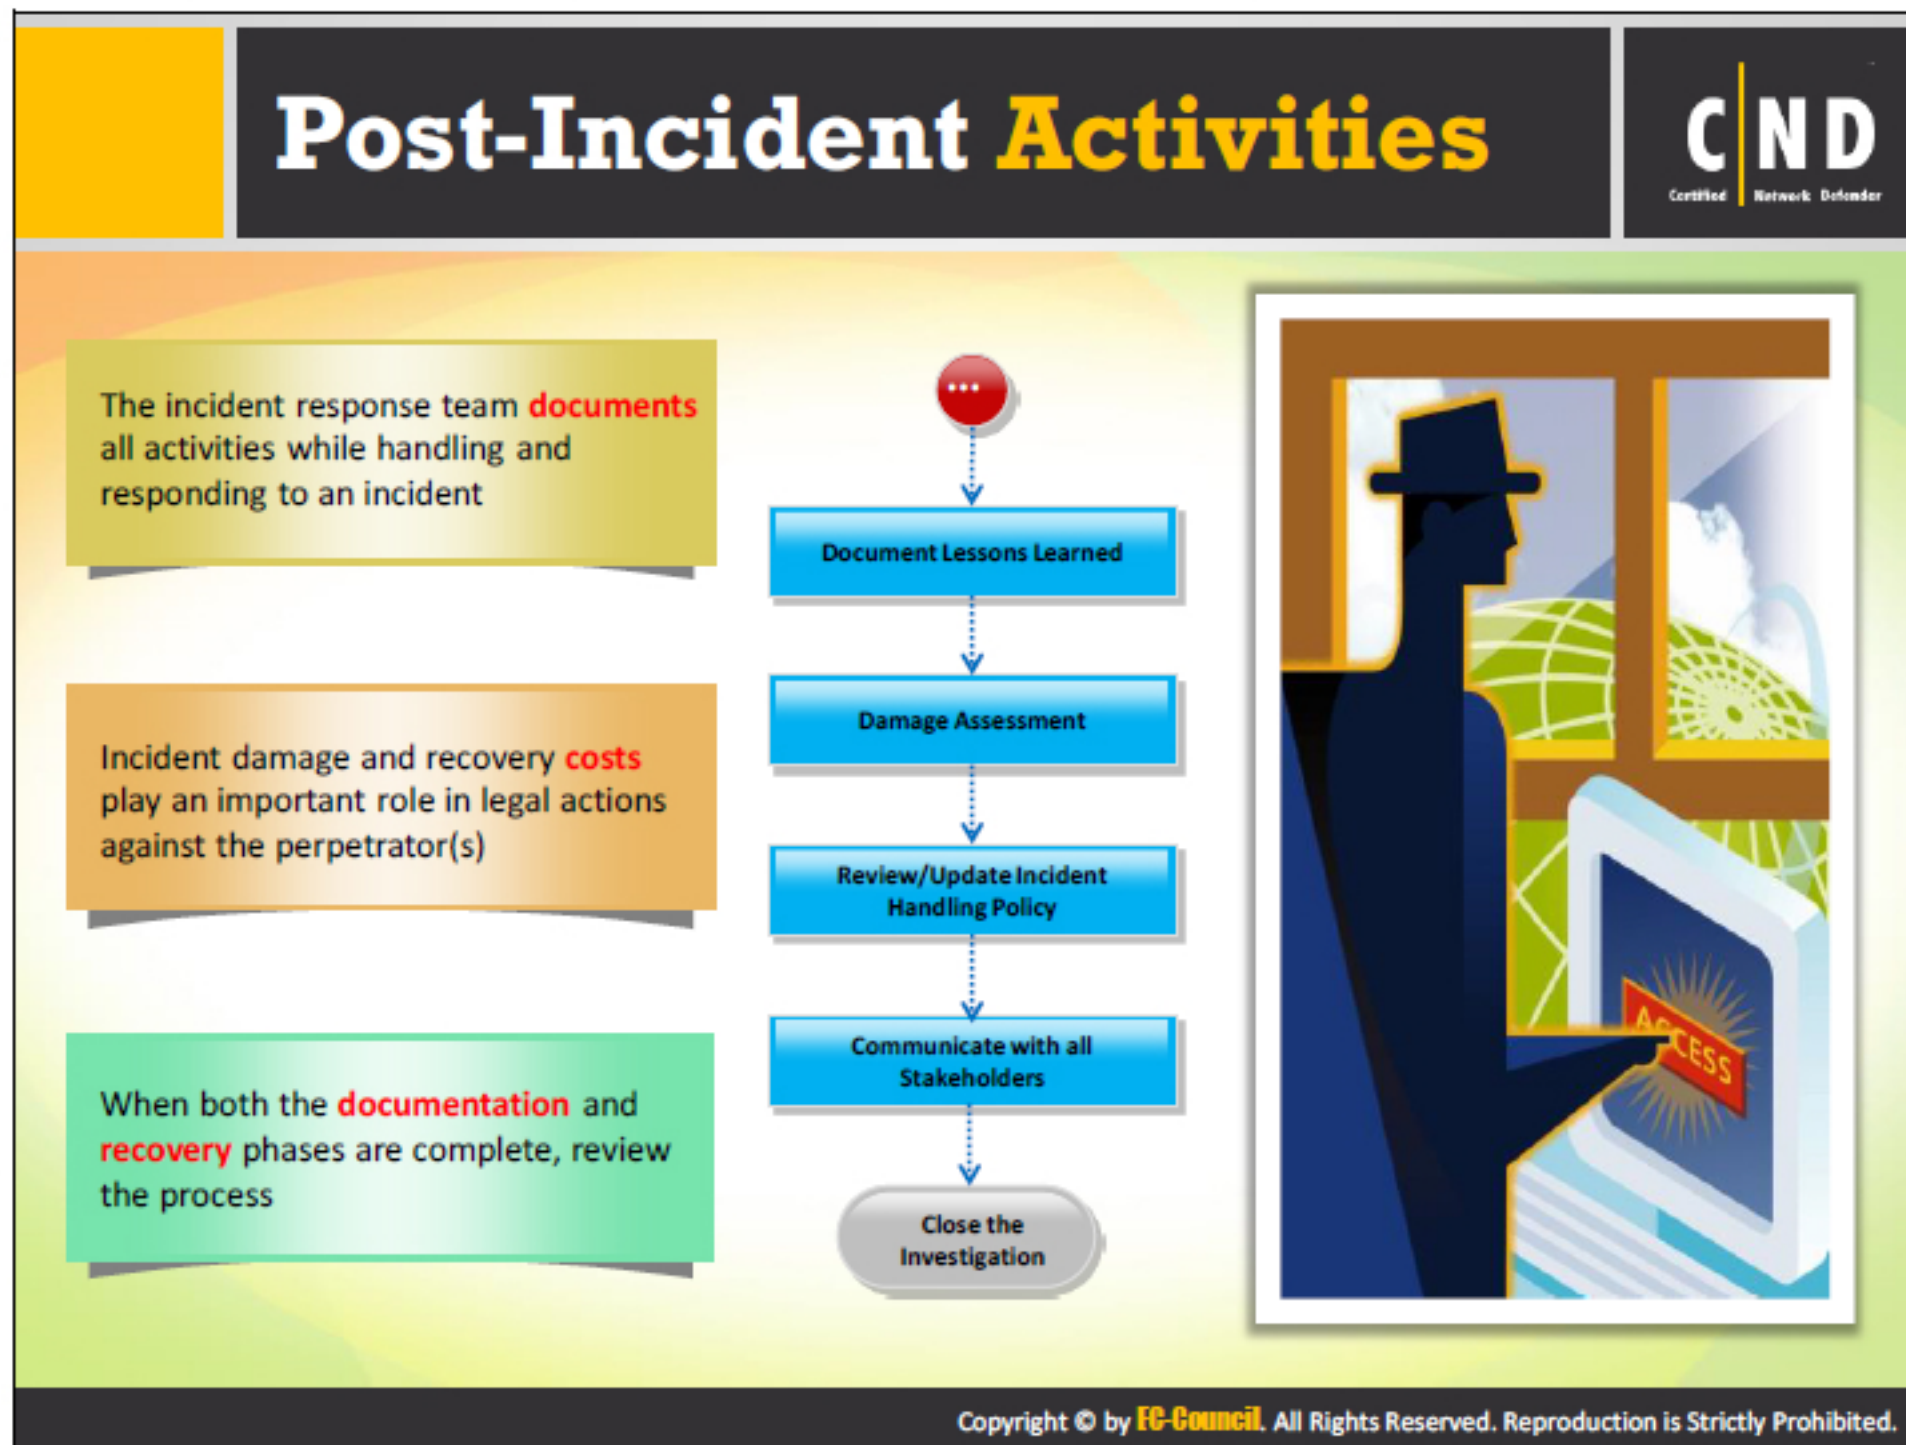 Post-Incident Activities
C|ND
Certified Network Defender
The incident response team documents
all activities while handling and
responding to an incident
Incident damage and recovery costs
play an important role in legal actions
against the perpetrator(s)
When both the documentation and
recovery phases are complete, review
the process
...
Document Lessons Learned
Damage Assessment
Review/Update Incident
Handling Policy
Communicate with all
Stakeholders
Close the
Investigation
ACCESS
Copyright © by EC-Council. All Rights Reserved. Reproduction is Strictly Prohibited.